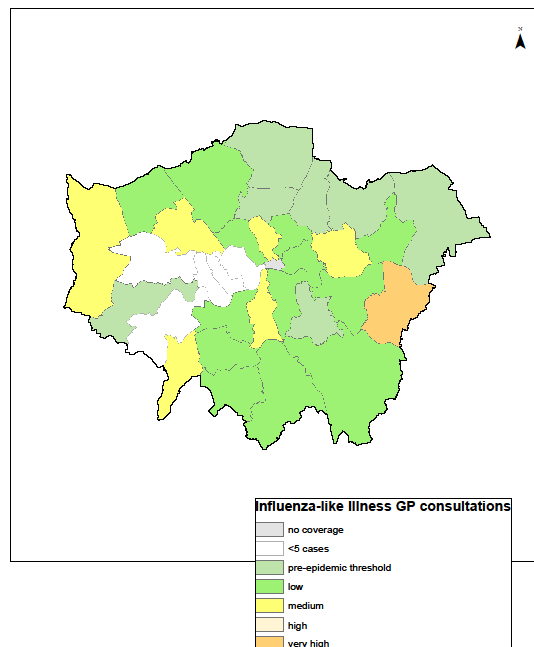 N
Influenza-like Illness GP consultations
no coverage
<5 cases
pre-epidemic threshold
low
medium
high
very high